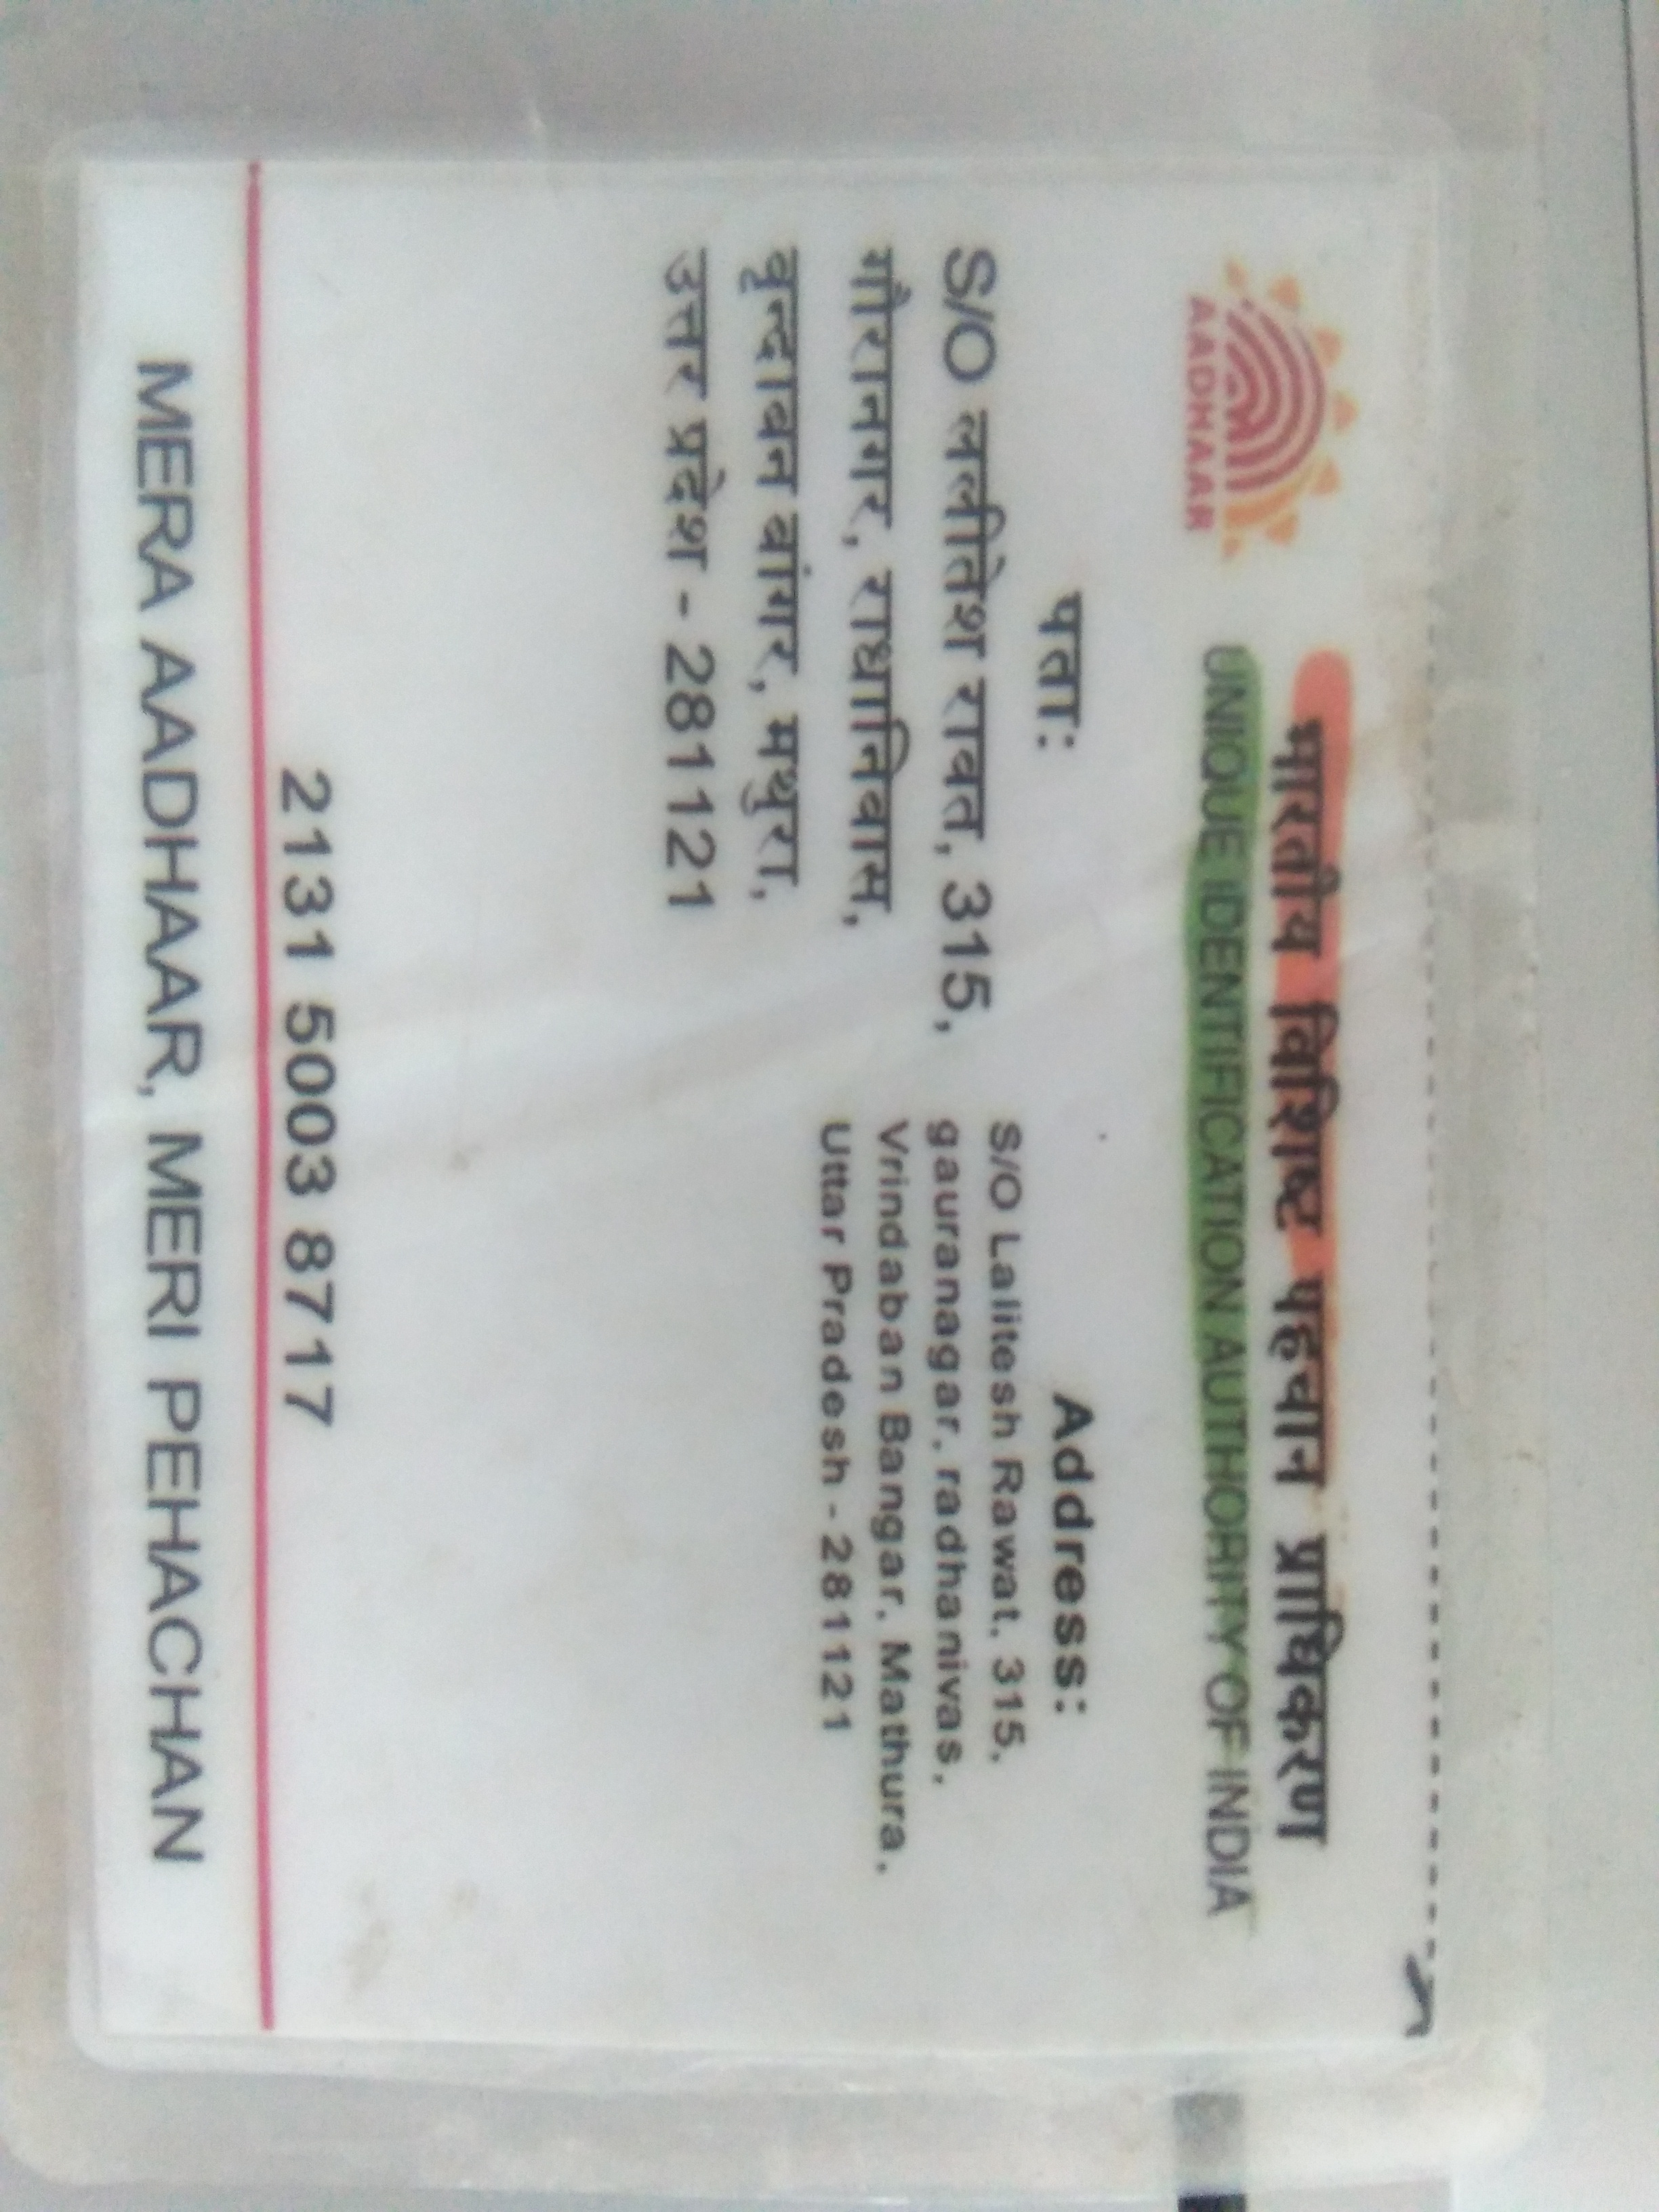 भारतीय विशिष्ट पहचान प्राधिकरण
UNIQUE IDENTIFICATION AUTHORITY OF INDIA
AADHAAR
पता:
S/O ललीतेश रावत, 315,
गौरानगर, राधानिवास,
वृन्दावन बांगर, मथुरा,
उत्तर प्रदेश - 281121
Address:
S/O Lalitesh Rawat, 315,
gauranagar, radhanivas,
Vrindaban Bangar, Mathura,
Uttar Pradesh - 281121
2131 5003 8717
MERA AADHAAR, MERI PEHACHAN